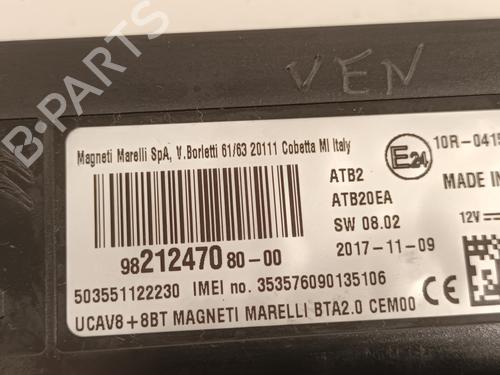 VEN
Magneti Marelli SpA, V.Borletti 61/63 20111 Cobetta MI Italy
E24
10R-0415
ATB2
ATB20EA
SW 08.02
2017-11-09
MADE IN
12V
98212470 80-00
503551122230 IMEI no. 353576090135106
UCAV8+8BT MAGNETI MARELLI BTA2.0 CEM00
CE
B-PARTS